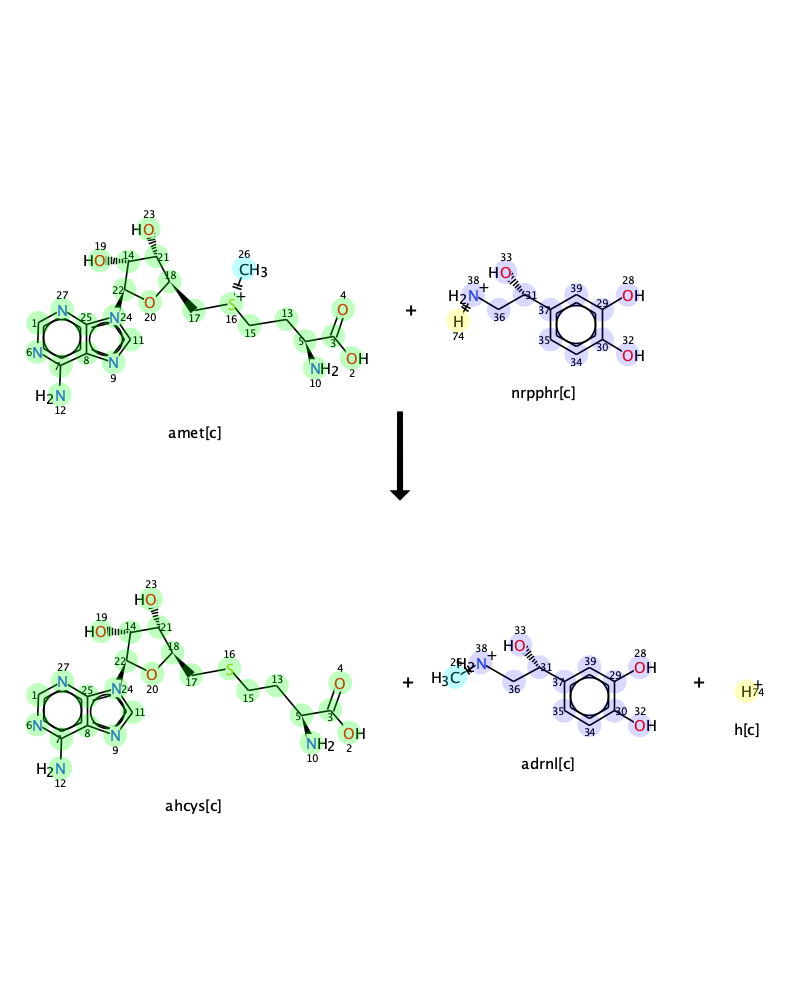 23
HO
19
HO
14
21
26
CH3
18
22
O
20
17
S+
16
15
13
4
O
5
3
OH
2
NH2
10
27
N
1
25
N
24
6
N
7
8
N
9
11
H2N
12
amet[c]
+
33
HO
38
H2N+
H
74
36
31
37
39
28
OH
29
30
32
OH
35
34
nrpphr[c]
23
HO
19
HO
14
21
18
22
O
20
17
16
S
15
13
4
O
5
3
OH
2
NH2
10
27
N
1
25
N
24
6
N
7
8
N
9
11
H2N
12
ahcys[c]
+
33
HO
38
H2N+
26
H3C
36
31
37
39
28
OH
29
30
32
OH
35
34
adrnl[c]
+
H+
74
h[c]